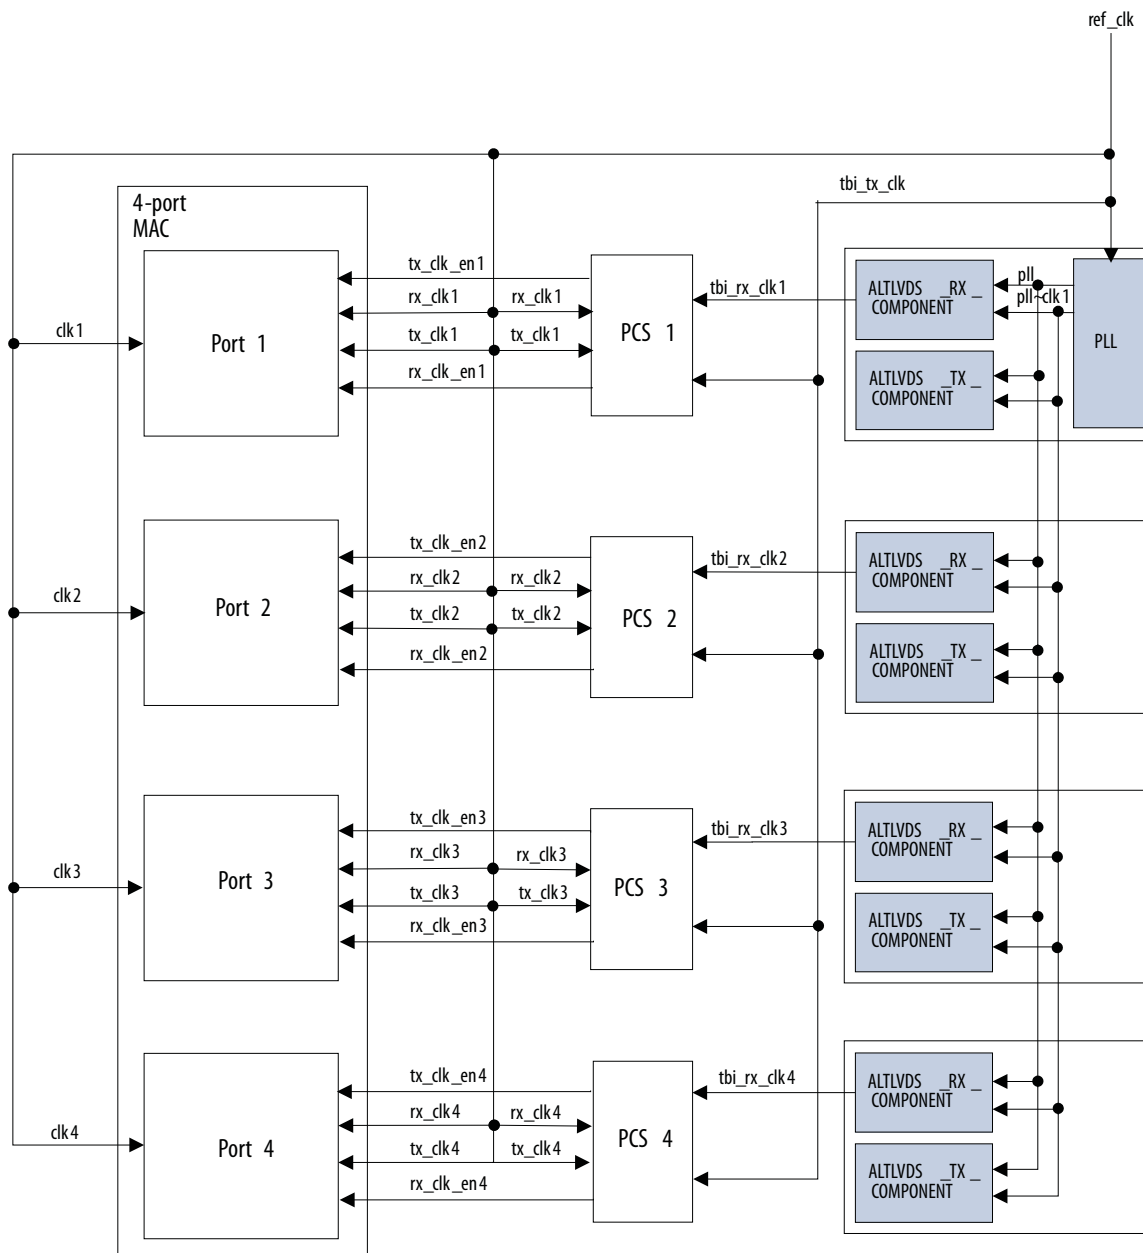 ref_clk
tbi_tx_clk
4-port
MAC
tx_clk_en1
rx_clk1
rx_clk1
clk1
Port 1
tx_clk1
tx_clk1
rx_clk_en1
PCS 1
tbi_rx_clk1
ALTLVDS _RX _
COMPONENT
pll
pll~clk1
PLL
ALTLVDS _TX _
COMPONENT
tx_clk_en2
rx_clk2
rx_clk2
clk2
Port 2
tx_clk2
tx_clk2
rx_clk_en2
PCS 2
tbi_rx_clk2
ALTLVDS _RX _
COMPONENT
ALTLVDS _TX _
COMPONENT
tx_clk_en3
rx_clk3
rx_clk3
clk3
Port 3
tx_clk3
tx_clk3
rx_clk_en3
PCS 3
tbi_rx_clk3
ALTLVDS _RX _
COMPONENT
ALTLVDS _TX _
COMPONENT
tx_clk_en4
rx_clk4
rx_clk4
clk4
Port 4
tx_clk4
tx_clk4
rx_clk_en4
PCS 4
tbi_rx_clk4
ALTLVDS _RX _
COMPONENT
ALTLVDS _TX _
COMPONENT